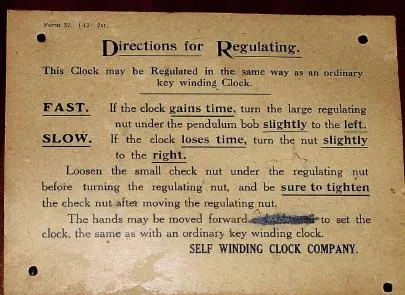 Directions for Regulating.
This Clock may be Regulated in the same way as an ordinary
key winding Clock.
FAST. If the clock gains time, turn the large regulating
nut under the pendulum bob slightly to the left.
SLOW. If the clock loses time, turn the nut slightly
to the right.
Loosen the small check nut under the regulating nut
before turning the regulating nut, and be sure to tighten
the check nut after moving the regulating nut.
The hands may be moved forward to set the
clock, the same as with an ordinary key winding clock.
SELF WINDING CLOCK COMPANY.